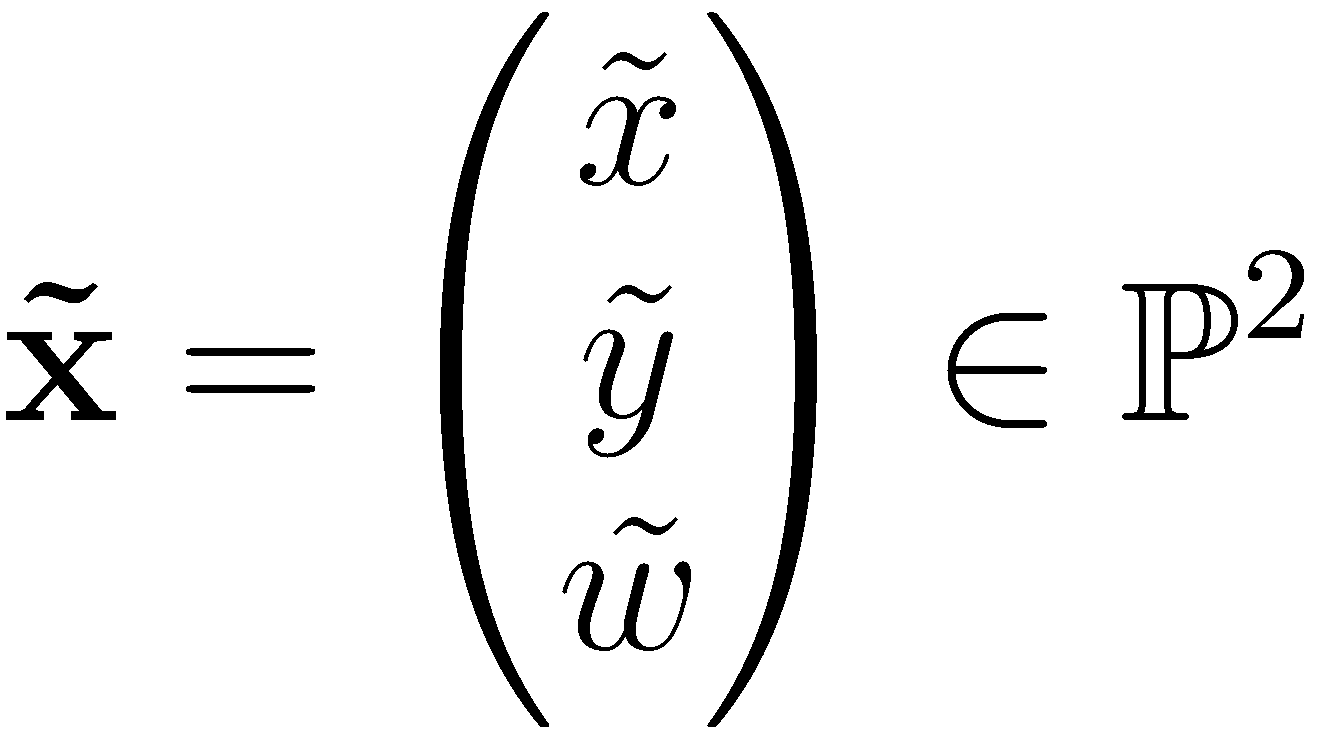 x̃ = (x̃ ỹ w̃) ∈ ℙ²